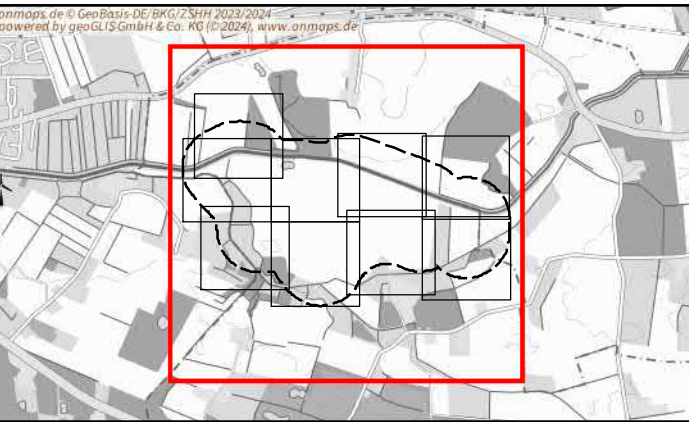 onmaps.de © GeoBasis-DE/BKG/ZSHH 2023/2024
powered by geoGLIS GmbH & Co. KG (© 2024), www.onmaps.de